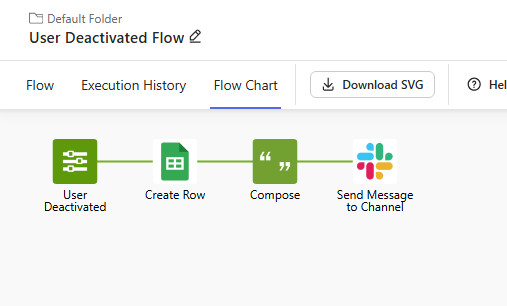 Default Folder
User Deactivated Flow
Flow Execution History Flow Chart Download SVG Hel
User
Deactivated
Create Row
Compose
Send Message
to Channel